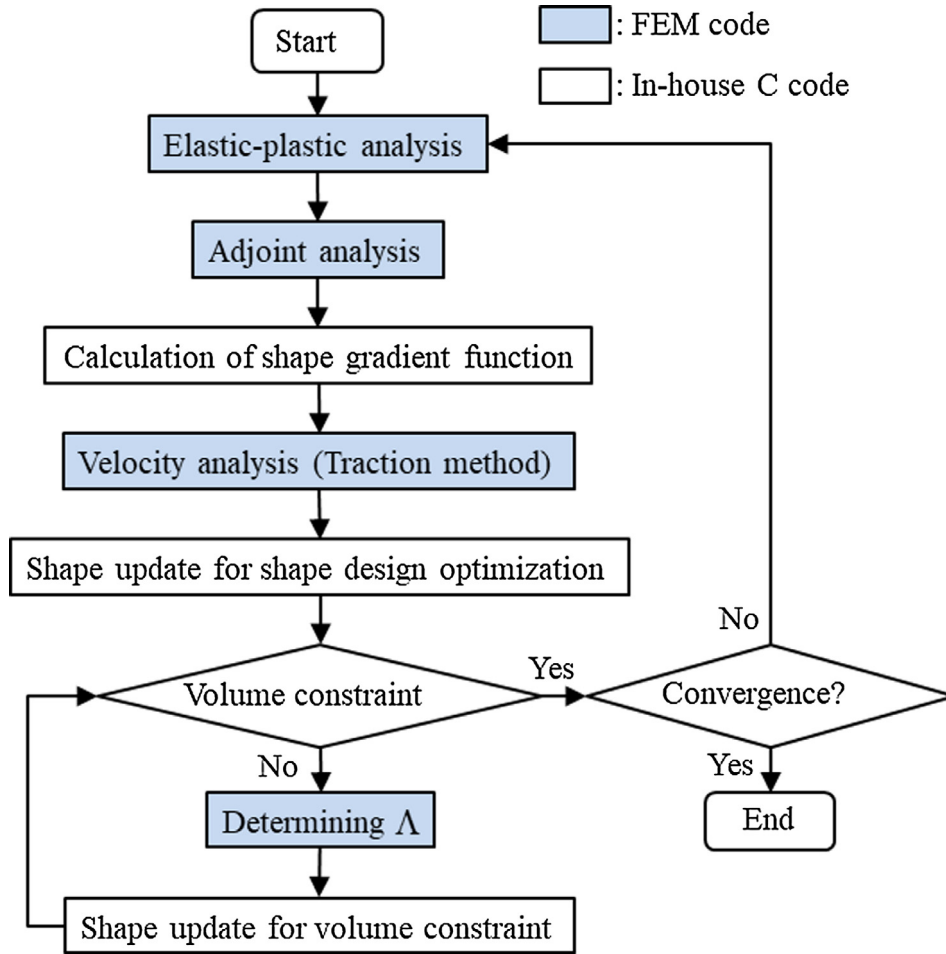 Start
: FEM code
: In-house C code
Elastic-plastic analysis
Adjoint analysis
Calculation of shape gradient function
Velocity analysis (Traction method)
Shape update for shape design optimization
No
Volume constraint
Yes
Convergence?
No
Yes
Determining Λ
End
Shape update for volume constraint